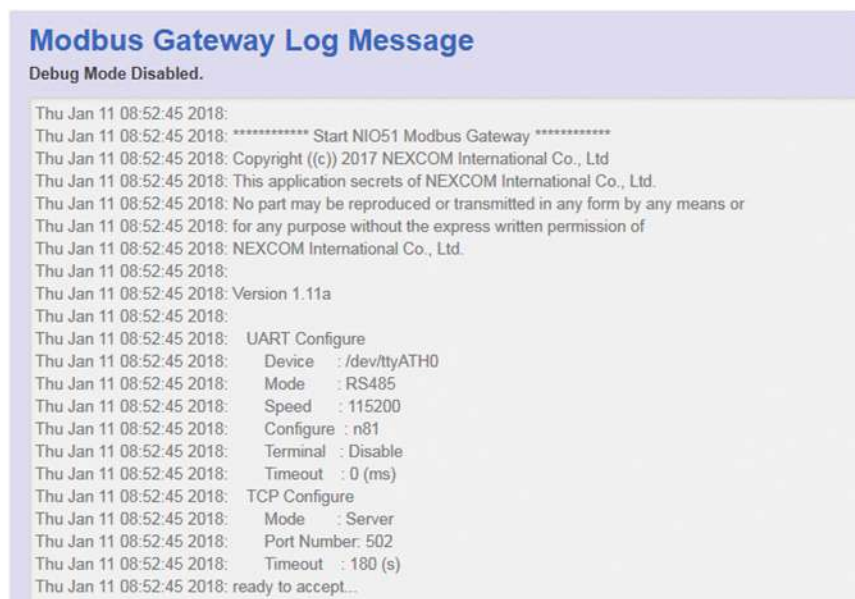 Modbus Gateway Log Message
Debug Mode Disabled.
Thu Jan 11 08:52:45 2018:
Thu Jan 11 08:52:45 2018: ************ Start NIO51 Modbus Gateway ************
Thu Jan 11 08:52:45 2018: Copyright ((c)) 2017 NEXCOM International Co., Ltd
Thu Jan 11 08:52:45 2018: This application secrets of NEXCOM International Co., Ltd.
Thu Jan 11 08:52:45 2018: No part may be reproduced or transmitted in any form by any means or
Thu Jan 11 08:52:45 2018: for any purpose without the express written permission of
Thu Jan 11 08:52:45 2018: NEXCOM International Co., Ltd.
Thu Jan 11 08:52:45 2018:
Thu Jan 11 08:52:45 2018: Version 1.11a
Thu Jan 11 08:52:45 2018:
Thu Jan 11 08:52:45 2018: UART Configure
Thu Jan 11 08:52:45 2018: Device : /dev/ttyATH0
Thu Jan 11 08:52:45 2018: Mode : RS485
Thu Jan 11 08:52:45 2018: Speed : 115200
Thu Jan 11 08:52:45 2018: Configure : n81
Thu Jan 11 08:52:45 2018: Terminal : Disable
Thu Jan 11 08:52:45 2018: Timeout : 0 (ms)
Thu Jan 11 08:52:45 2018: TCP Configure
Thu Jan 11 08:52:45 2018: Mode : Server
Thu Jan 11 08:52:45 2018: Port Number: 502
Thu Jan 11 08:52:45 2018: Timeout : 180 (s)
Thu Jan 11 08:52:45 2018: ready to accept...